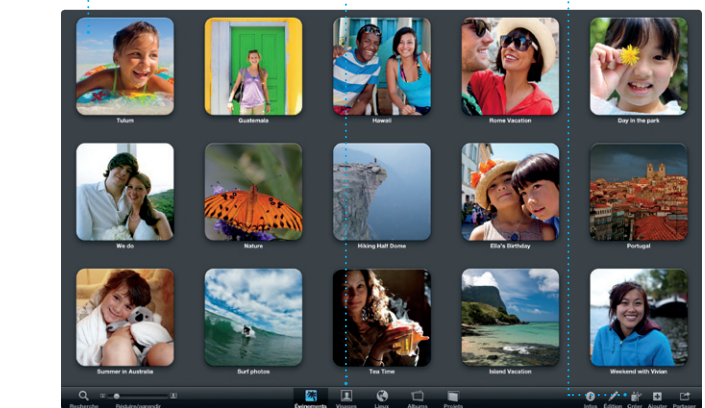 Tulum
Guatemala
Hawaii
Rome Vacation
Day in the park
We do
Nature
Hiking Half Dome
Ella's Birthday
Portugal
Summer in Australia
Surf photos
Tea Time
Island Vacation
Weekend with Vivian
Recherche
Réduire/agrandir
Événements
Visages
Lieux
Albums
Projets
Infos
Édition
Créer
Ajouter
Partager